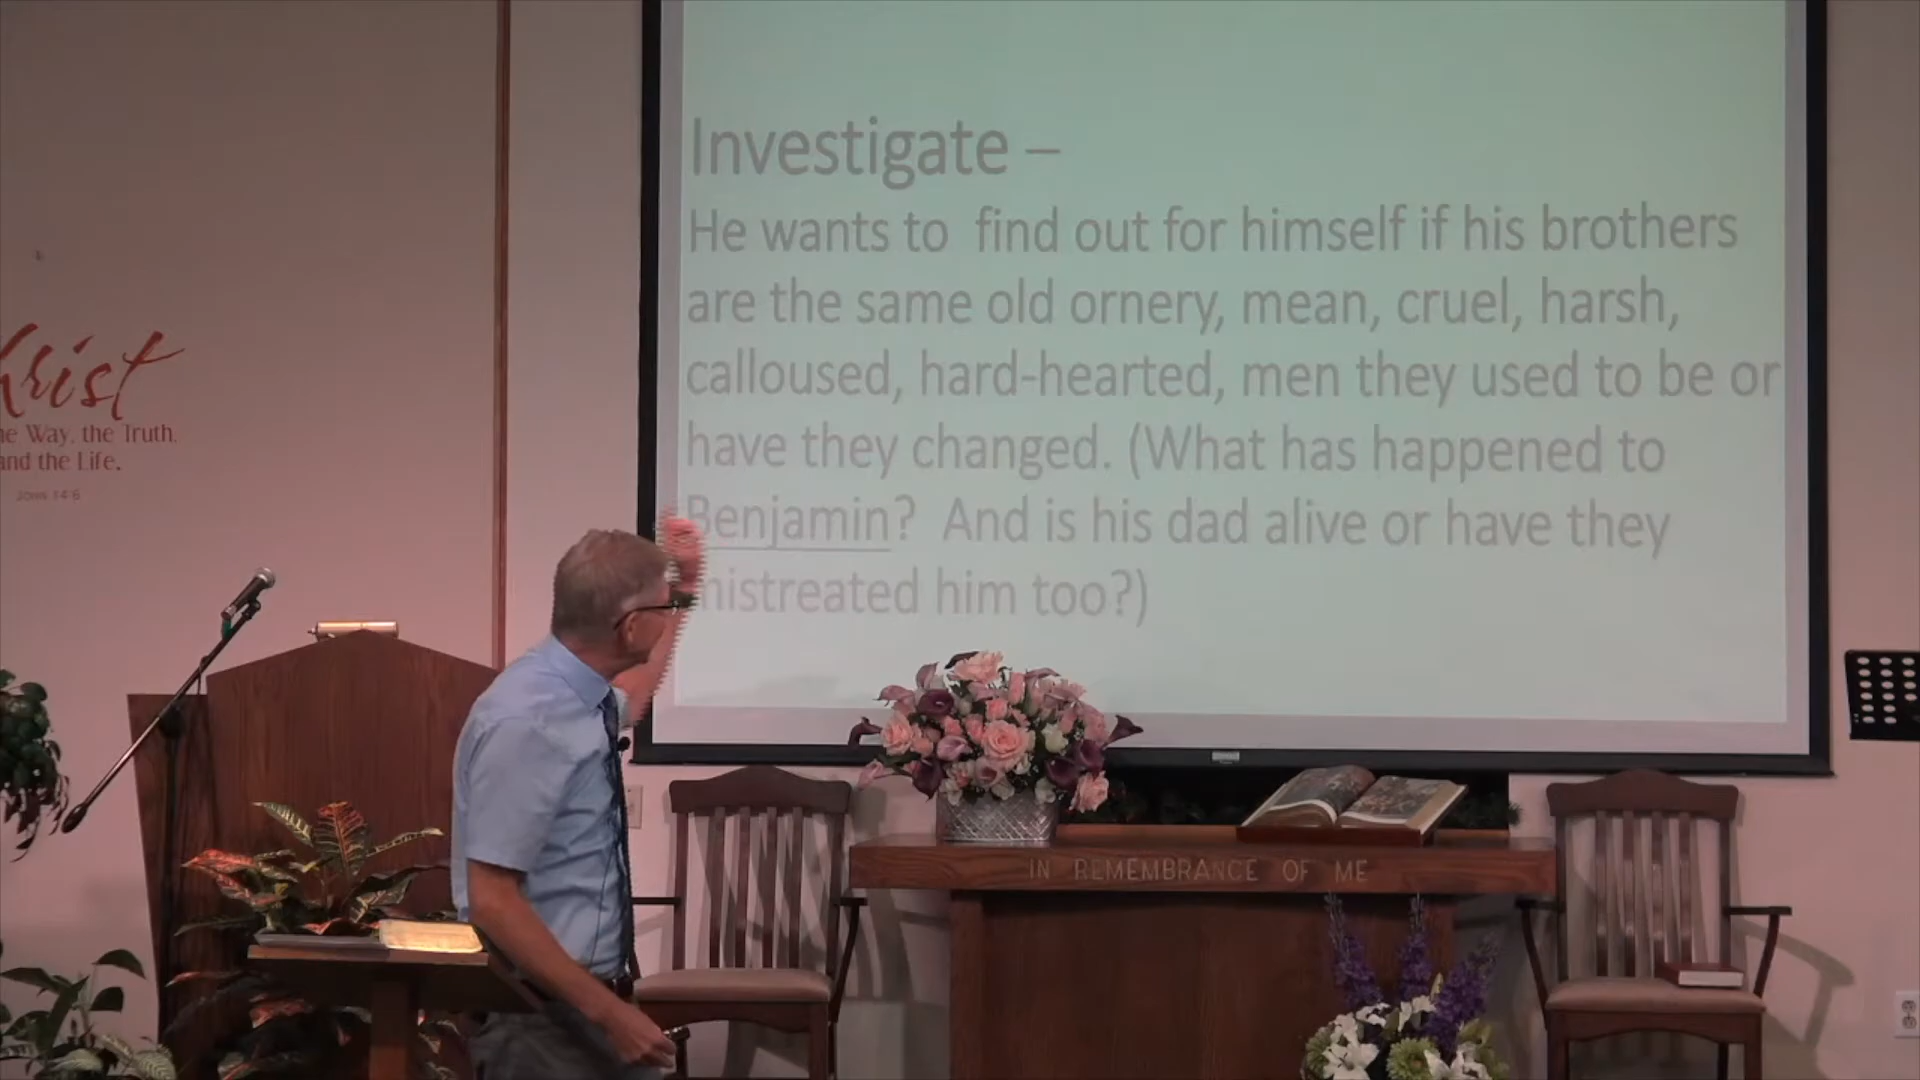 Investigate –
He wants to  find out for himself if his brothers
are the same old ornery, mean, cruel, harsh,
calloused, hard-hearted, men they used to be or
have they changed. (What has happened to
Benjamin?  And is his dad alive or have they
mistreated him too?)
the Way, the Truth,
and the Life.
JOHN 14:6
IN REMEMBRANCE OF ME